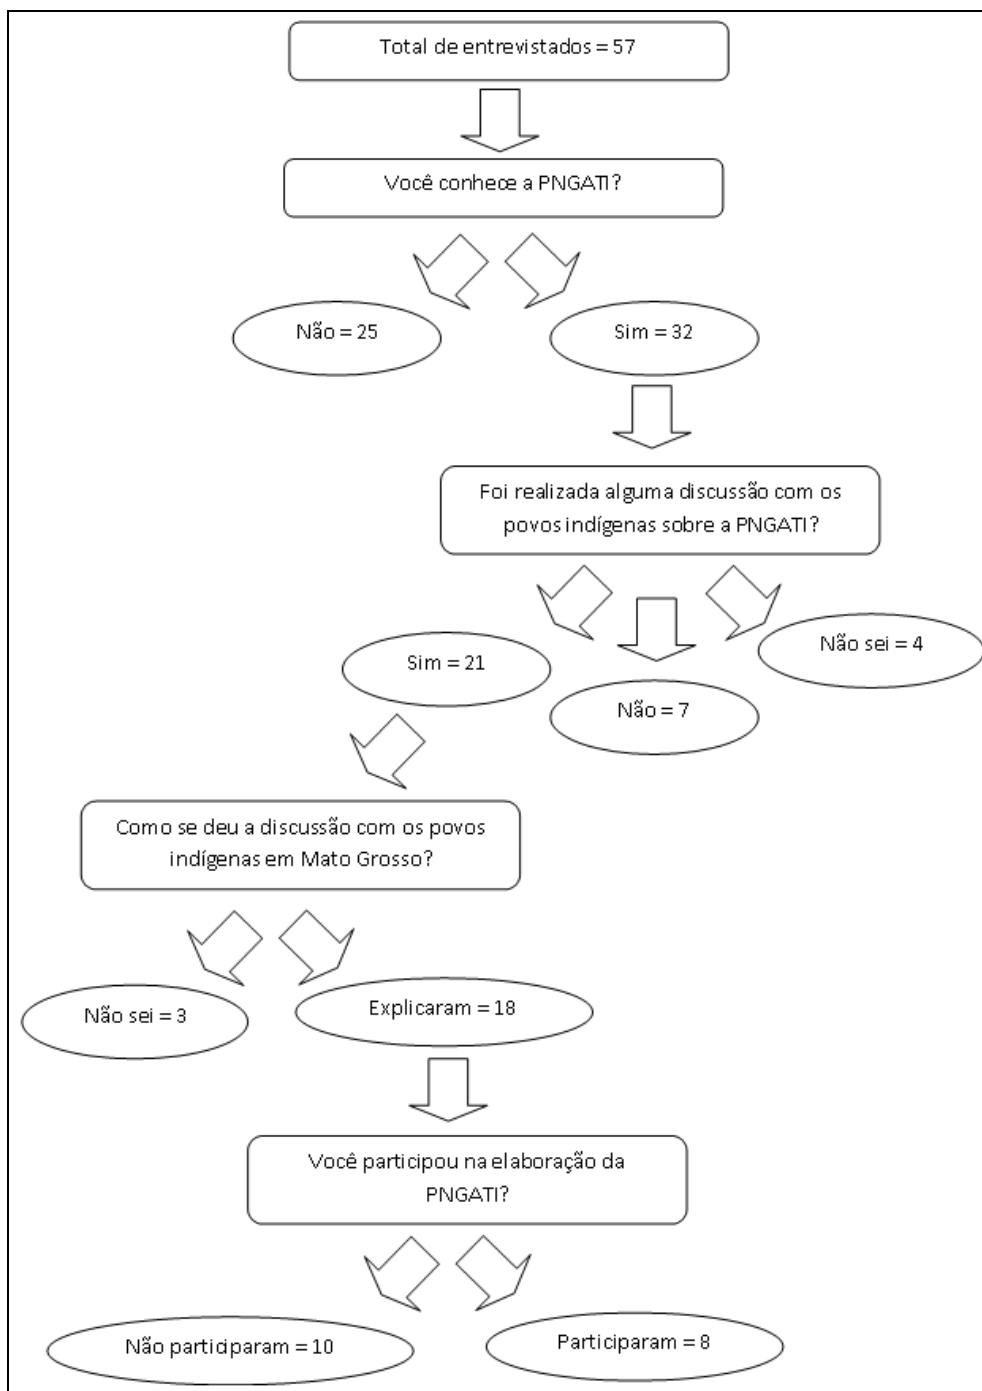 Total de entrevistados = 57
Você conhece a PNGATI?
Não = 25
Sim = 32
Foi realizada alguma discussão com os
povos indígenas sobre a PNGATI?
Sim = 21
Não = 7
Não sei = 4
Como se deu a discussão com os povos
indígenas em Mato Grosso?
Não sei = 3
Explicaram = 18
Você participou na elaboração da
PNGATI?
Não participaram = 10
Participaram = 8